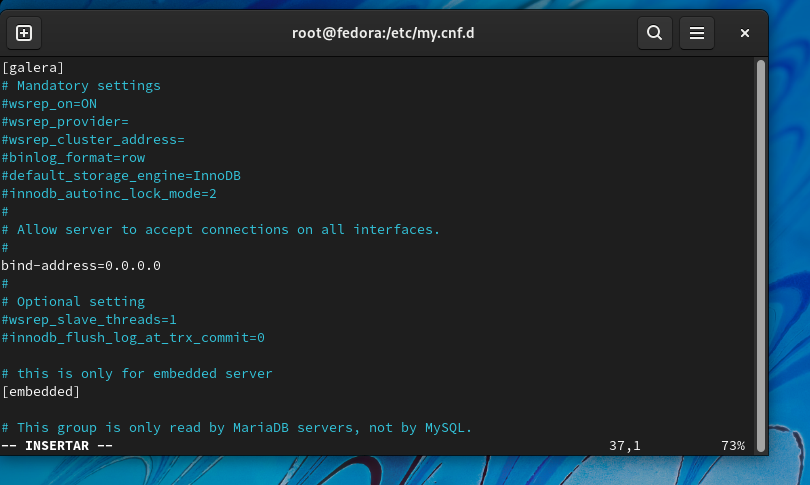 root@fedora:/etc/my.cnf.d
[galera]
# Mandatory settings
#wsrep_on=ON
#wsrep_provider=
#wsrep_cluster_address=
#binlog_format=row
#default_storage_engine=InnoDB
#innodb_autoinc_lock_mode=2
#
# Allow server to accept connections on all interfaces.
#
bind-address=0.0.0.0
#
# Optional setting
#wsrep_slave_threads=1
#innodb_flush_log_at_trx_commit=0
# this is only for embedded server
[embedded]
# This group is only read by MariaDB servers, not by MySQL.
-- INSERTAR -- 37,1 73%